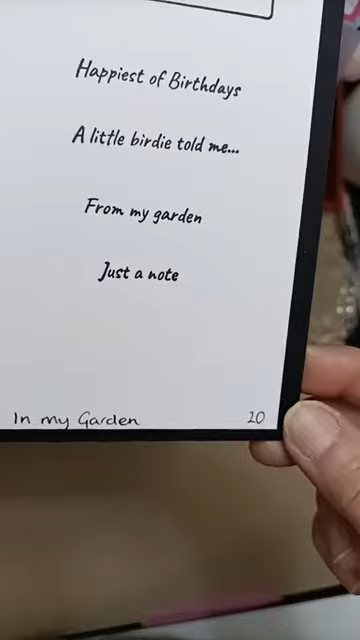 Happiest of Birthdays
A little birdie told me...
From my garden
Just a note
In my Garden 20